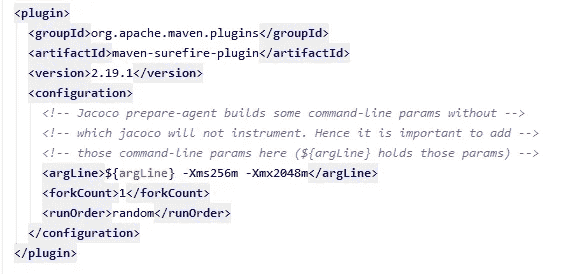 <plugin>
<groupId>org.apache.maven.plugins</groupId>
<artifactId>maven-surefire-plugin</artifactId>
<version>2.19.1</version>
<configuration>
<!-- Jacoco prepare-agent builds some command-line params without -->
<!-- which jacoco will not instrument. Hence it is important to add -->
<!-- those command-line params here (${argLine} holds those params) -->
<argLine>${argLine} -Xms256m -Xmx2048m</argLine>
<forkCount>1</forkCount>
<runOrder>random</runOrder>
</configuration>
</plugin>